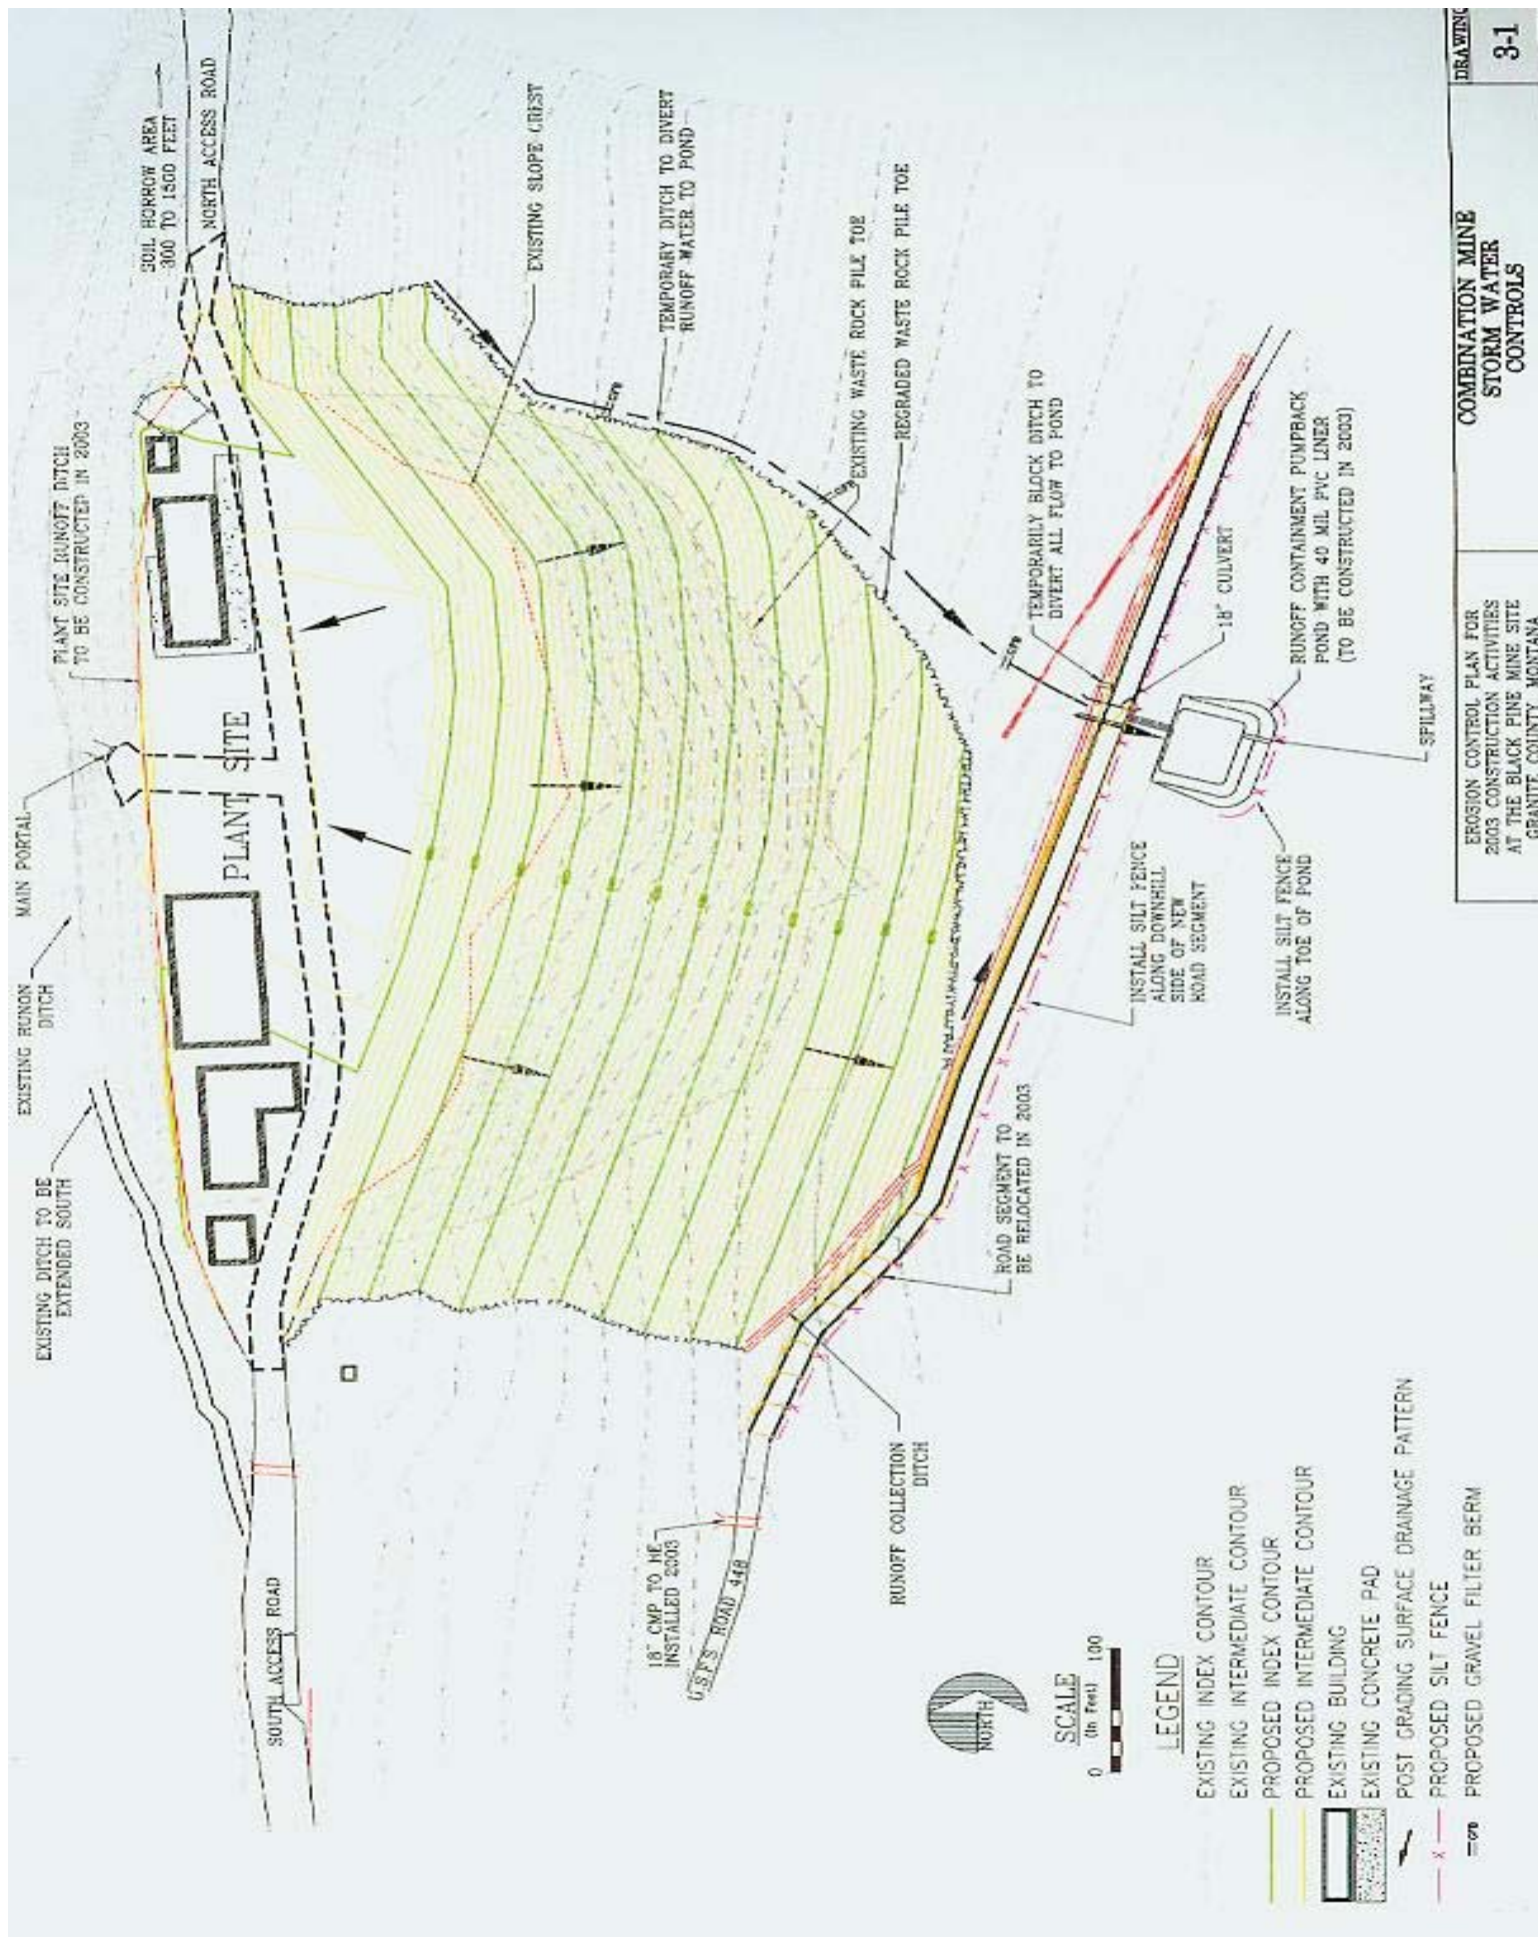 SOIL HORROW AREA
300 TO 1500 FEET
NORTH ACCESS ROAD
PLANT SITE RUNOFF DITCH
TO BE CONSTRUCTED IN 2003
MAIN PORTAL
EXISTING RUNON
DITCH
EXISTING DITCH TO BE
EXTENDED SOUTH
PLANT SITE
SOUTH ACCESS ROAD
EXISTING SLOPE CREST
TEMPORARY DITCH TO DIVERT
RUNOFF WATER TO POND
EXISTING WASTE ROCK PILE TOE
REGRADED WASTE ROCK PILE TOE
GFB
GFB
GFB
TEMPORARILY BLOCK DITCH TO
DIVERT ALL FLOW TO POND
18" CULVERT
RUNOFF CONTAINMENT PUMPBACK
POND WITH 40 MIL PVC LINER
(TO BE CONSTRUCTED IN 2003)
SPILLWAY
INSTALL SILT FENCE
ALONG DOWNHILL
SIDE OF NEW
ROAD SEGMENT
INSTALL SILT FENCE
ALONG TOE OF POND
ROAD SEGMENT TO
BE RELOCATED IN 2003
RUNOFF COLLECTION
DITCH
18" CMP TO BE
INSTALLED 2003
USFS ROAD 448
NORTH
SCALE
0 (In Feet) 100
LEGEND
EXISTING INDEX CONTOUR
EXISTING INTERMEDIATE CONTOUR
PROPOSED INDEX CONTOUR
PROPOSED INTERMEDIATE CONTOUR
EXISTING BUILDING
EXISTING CONCRETE PAD
POST GRADING SURFACE DRAINAGE PATTERN
X PROPOSED SILT FENCE
GFB PROPOSED GRAVEL FILTER BERM
EROSION CONTROL PLAN FOR
2003 CONSTRUCTION ACTIVITIES
AT THE BLACK PINE MINE SITE
GRANITE COUNTY, MONTANA
COMBINATION MINE
STORM WATER
CONTROLS
DRAWING
3-1